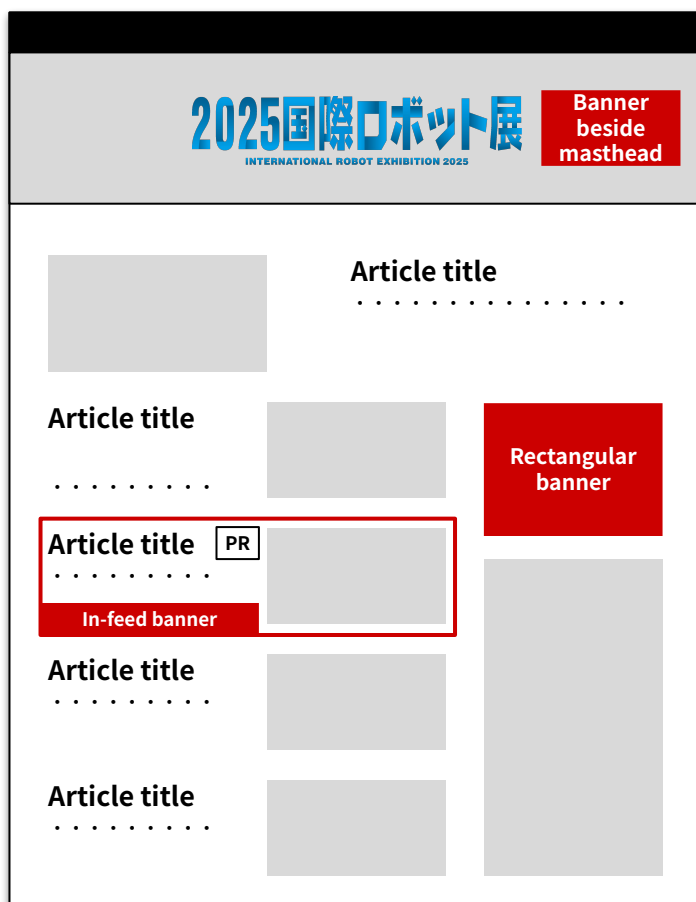 2025国際ロボット展
INTERNATIONAL ROBOT EXHIBITION 2025
Banner
beside
masthead
Article title
・・・・・・・・・・・・・・・
Article title
・・・・・・・・・
Rectangular
banner
Article title PR
・・・・・・・・・
In-feed banner
Article title
・・・・・・・・・
Article title
・・・・・・・・・